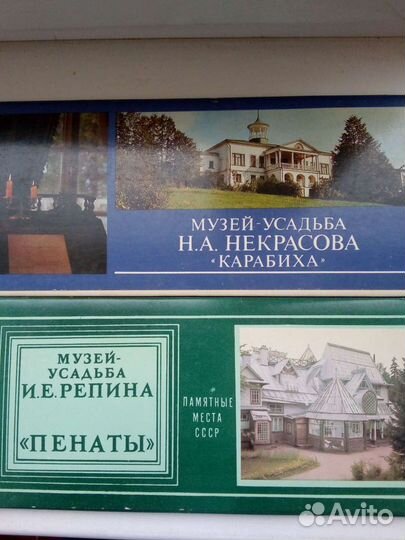 МУЗЕЙ-УСАДЬБА
Н.А. НЕКРАСОВА
«КАРАБИХА»
МУЗЕЙ-
УСАДЬБА
И.Е.РЕПИНА
«ПЕНАТЫ»
ПАМЯТНЫЕ
МЕСТА
СССР
Avito